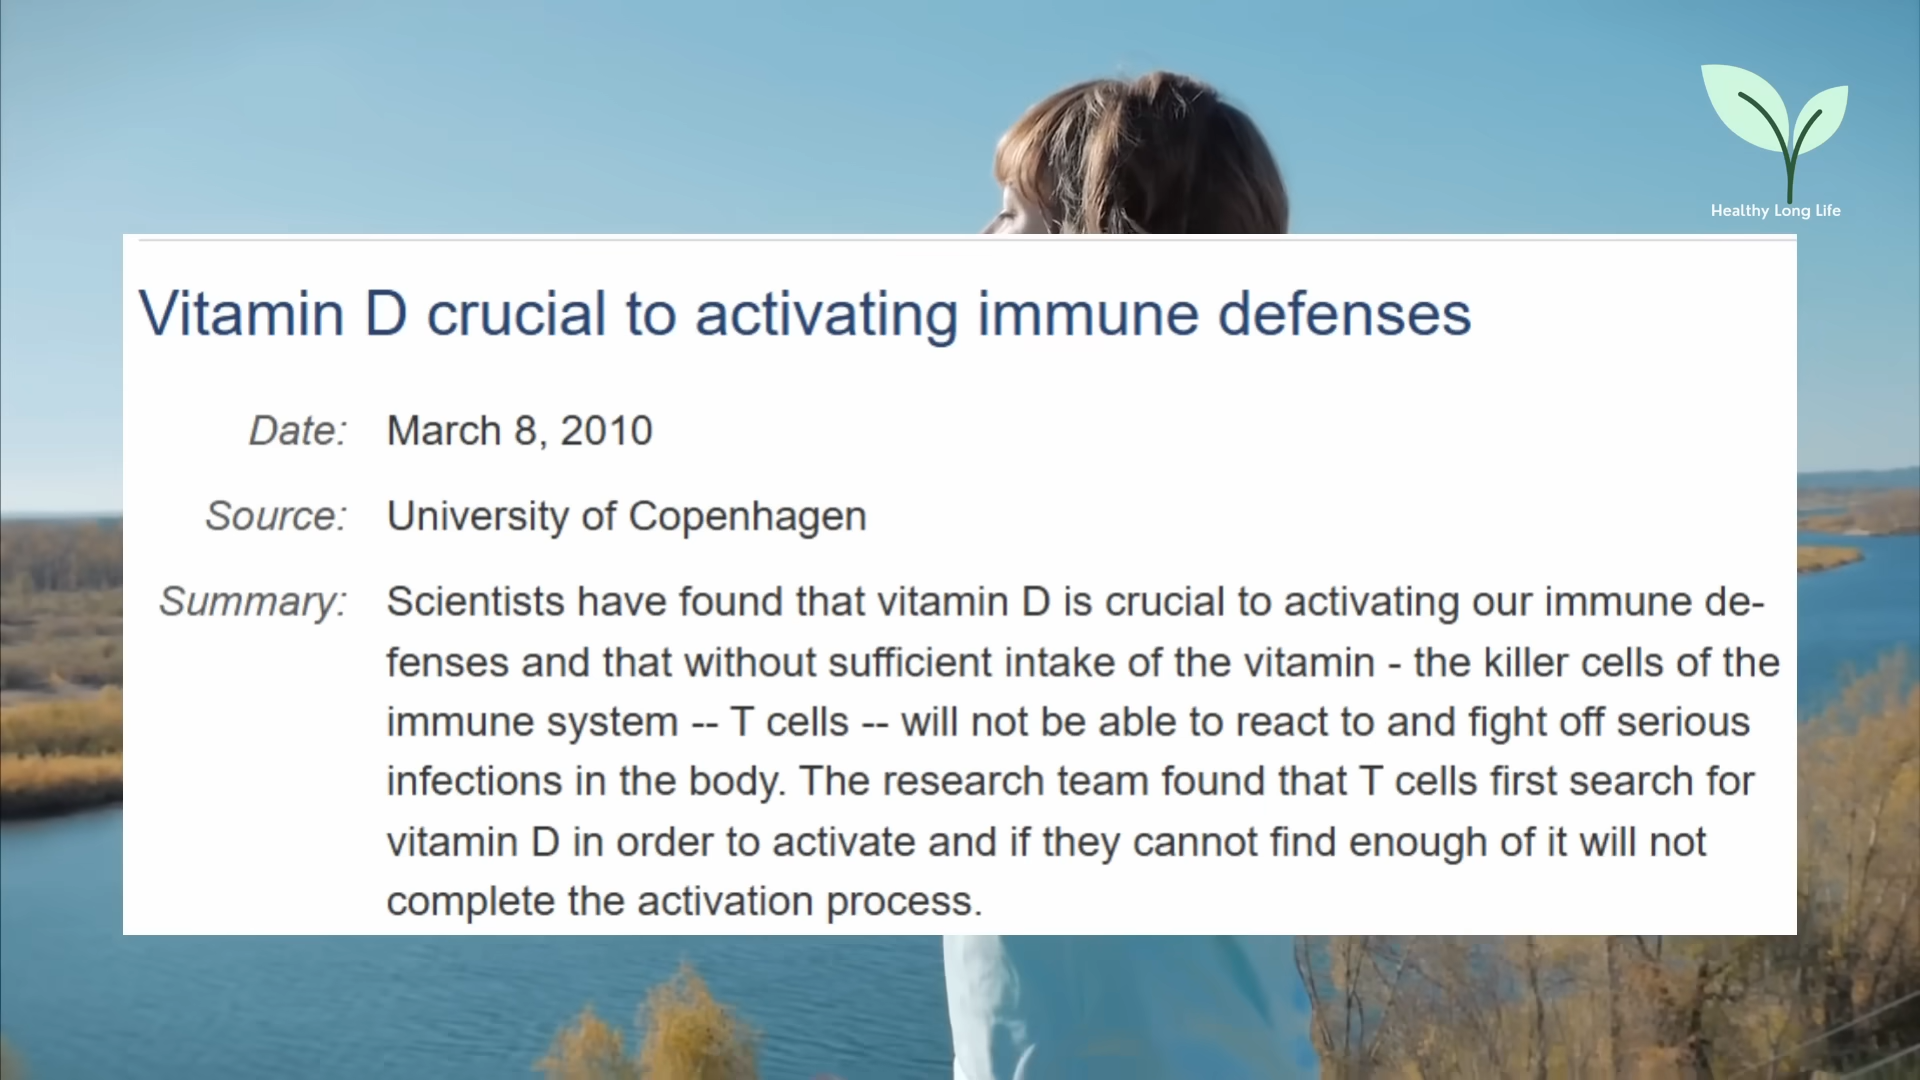 Healthy Long Life
Vitamin D crucial to activating immune defenses
Date: March 8, 2010
Source: University of Copenhagen
Summary: Scientists have found that vitamin D is crucial to activating our immune de-
fenses and that without sufficient intake of the vitamin - the killer cells of the
immune system -- T cells -- will not be able to react to and fight off serious
infections in the body. The research team found that T cells first search for
vitamin D in order to activate and if they cannot find enough of it will not
complete the activation process.